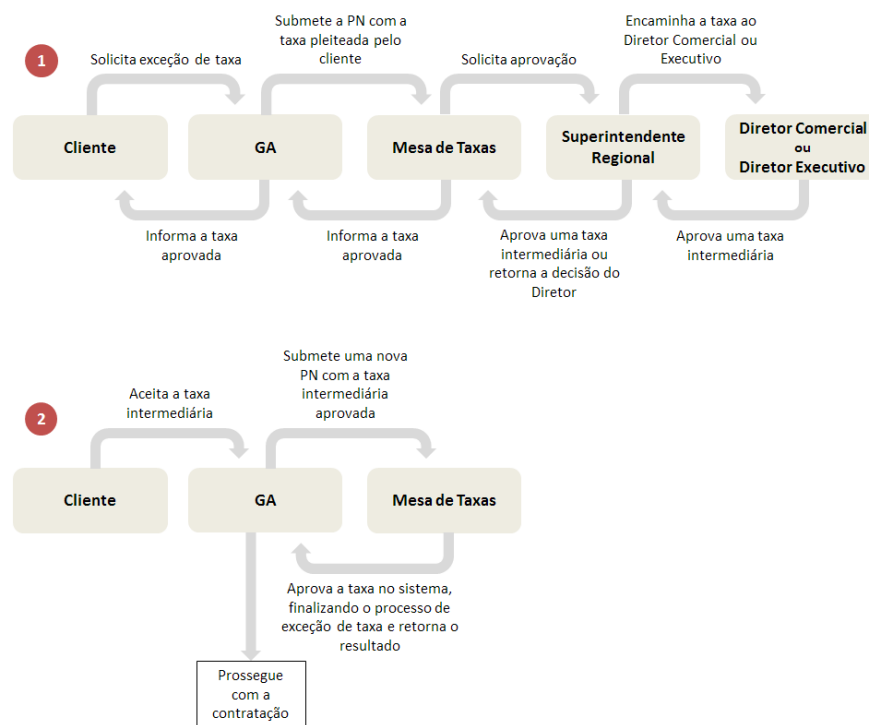 Submete a PN com a
taxa pleiteada pelo
cliente
Encaminha a taxa ao
Diretor Comercial ou
Executivo
1
Solicita exceção de taxa
Solicita aprovação
Cliente
GA
Mesa de Taxas
Superintendente
Regional
Diretor Comercial
ou
Diretor Executivo
Informa a taxa
aprovada
Informa a taxa
aprovada
Aprova uma taxa
intermediária ou
retorna a decisão do
Diretor
Aprova uma taxa
intermediária
Submete uma nova
PN com a taxa
intermediária
aprovada
2
Aceita a taxa
intermediária
Cliente
GA
Mesa de Taxas
Aprova a taxa no sistema,
finalizando o processo de
exceção de taxa e retorna o
resultado
Prossegue
com a
contratação